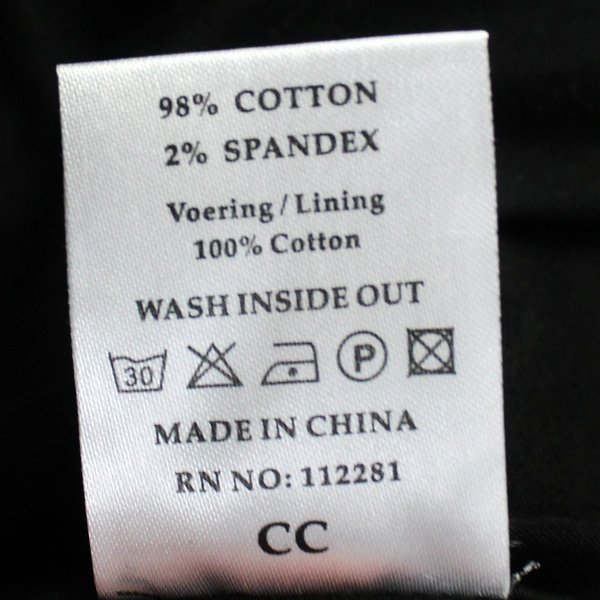 98% COTTON
2% SPANDEX
Voering / Lining
100% Cotton
WASH INSIDE OUT
30 P
MADE IN CHINA
RN NO: 112281
CC